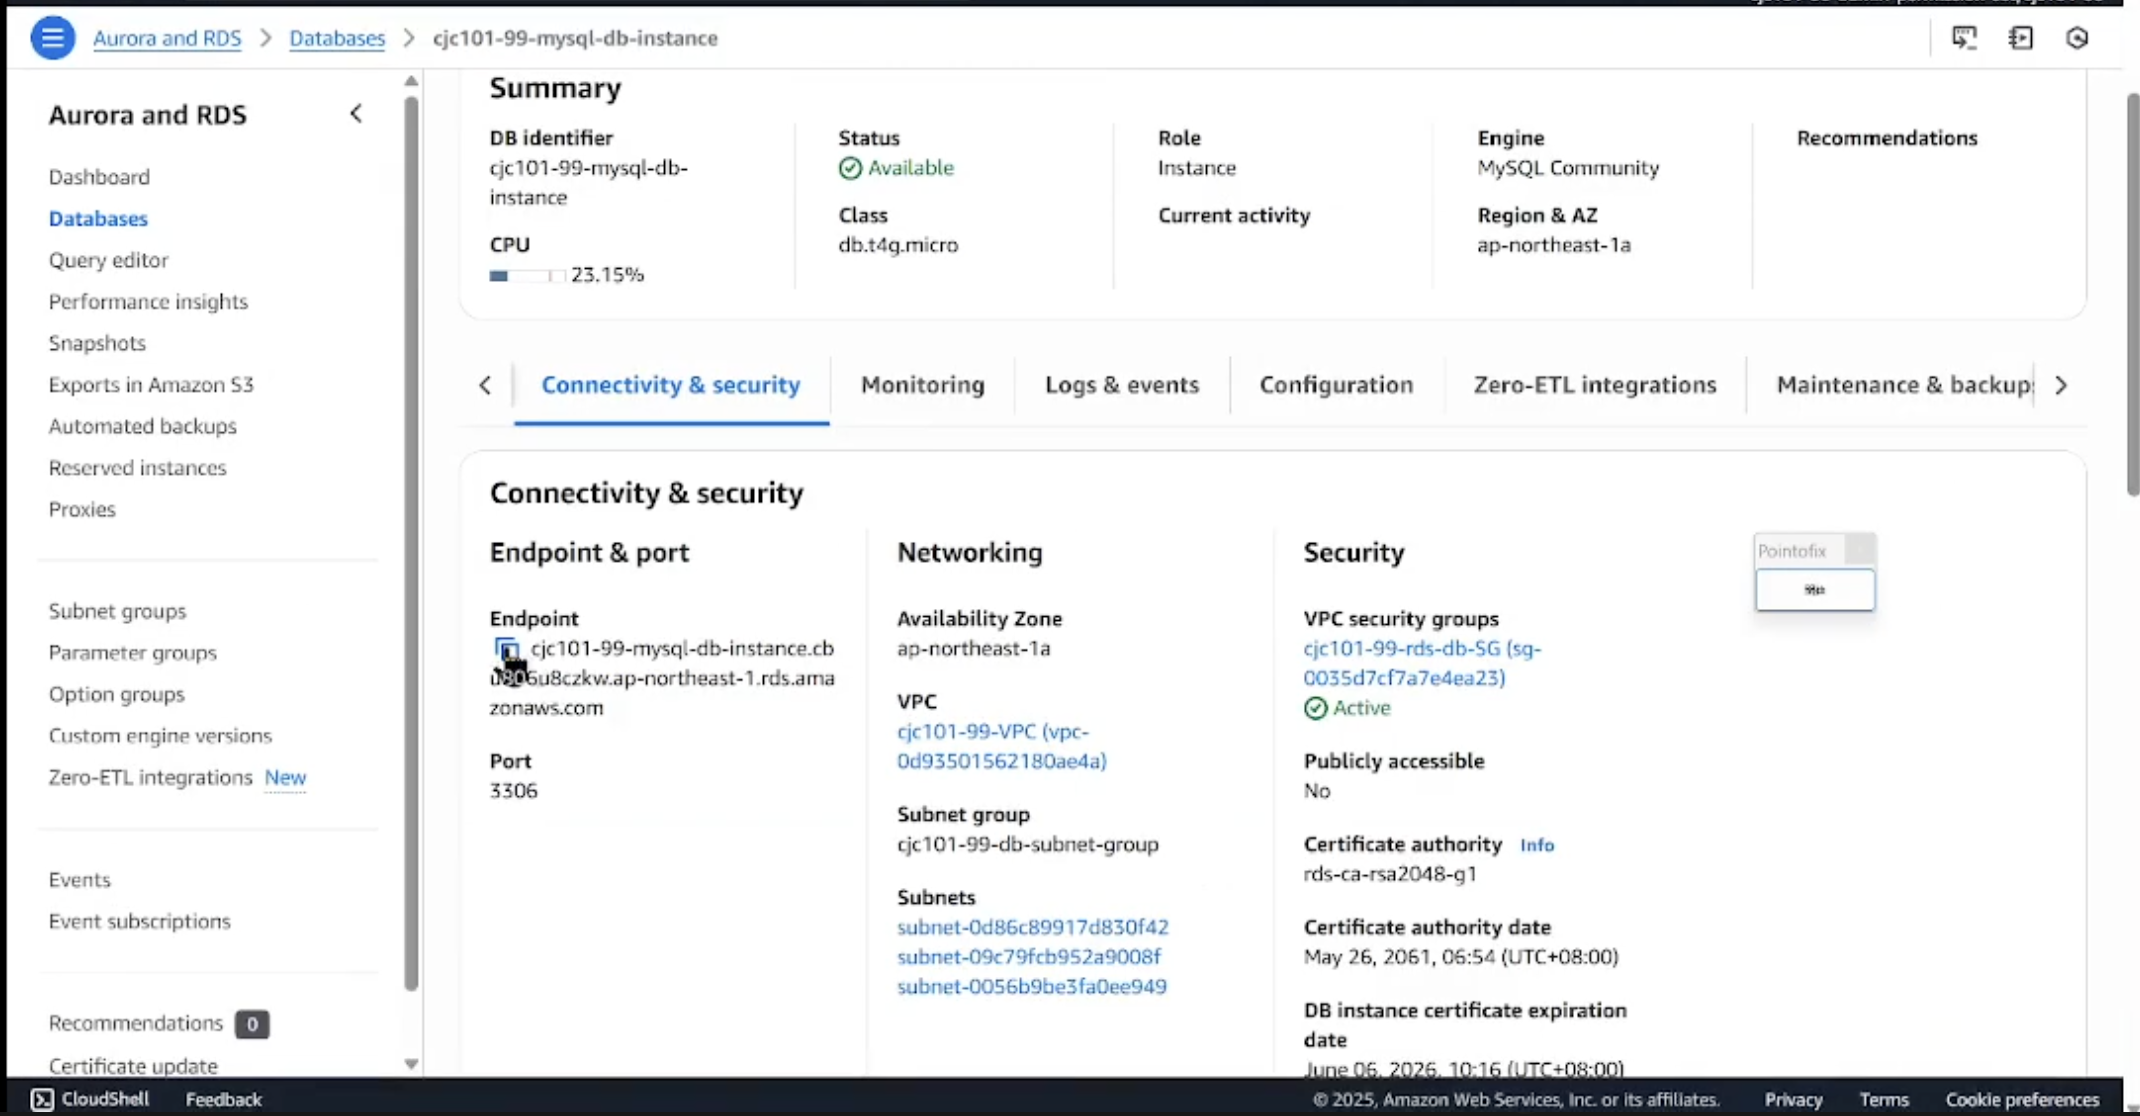 Aurora and RDS > Databases > cjc101-99-mysql-db-instance
Aurora and RDS
Dashboard
Databases
Query editor
Performance insights
Snapshots
Exports in Amazon S3
Automated backups
Reserved instances
Proxies
Subnet groups
Parameter groups
Option groups
Custom engine versions
Zero-ETL integrations New
Events
Event subscriptions
Recommendations 0
Certificate update
Summary
DB identifier
cjc101-99-mysql-db-
instance
CPU
23.15%
Status
Available
Class
db.t4g.micro
Role
Instance
Current activity
Engine
MySQL Community
Region & AZ
ap-northeast-1a
Recommendations
Connectivity & security
Monitoring
Logs & events
Configuration
Zero-ETL integrations
Maintenance & backup
Connectivity & security
Endpoint & port
Endpoint
cjc101-99-mysql-db-instance.cb
6u8czkw.ap-northeast-1.rds.ama
zonaws.com
Port
3306
Networking
Availability Zone
ap-northeast-1a
VPC
cjc101-99-VPC (vpc-
0d93501562180ae4a)
Subnet group
cjc101-99-db-subnet-group
Subnets
subnet-0d86c89917d830f42
subnet-09c79fcb952a9008f
subnet-0056b9be3fa0ee949
Security
VPC security groups
cjc101-99-rds-db-SG (sg-
0035d7cf7a7e4ea23)
Active
Publicly accessible
No
Certificate authority Info
rds-ca-rsa2048-g1
Certificate authority date
May 26, 2061, 06:54 (UTC+08:00)
DB instance certificate expiration
date
June 06, 2026, 10:16 (UTC+08:00)
Pointofix
CloudShell
Feedback
© 2025, Amazon Web Services, Inc. or its affiliates.
Privacy
Terms
Cookie preferences